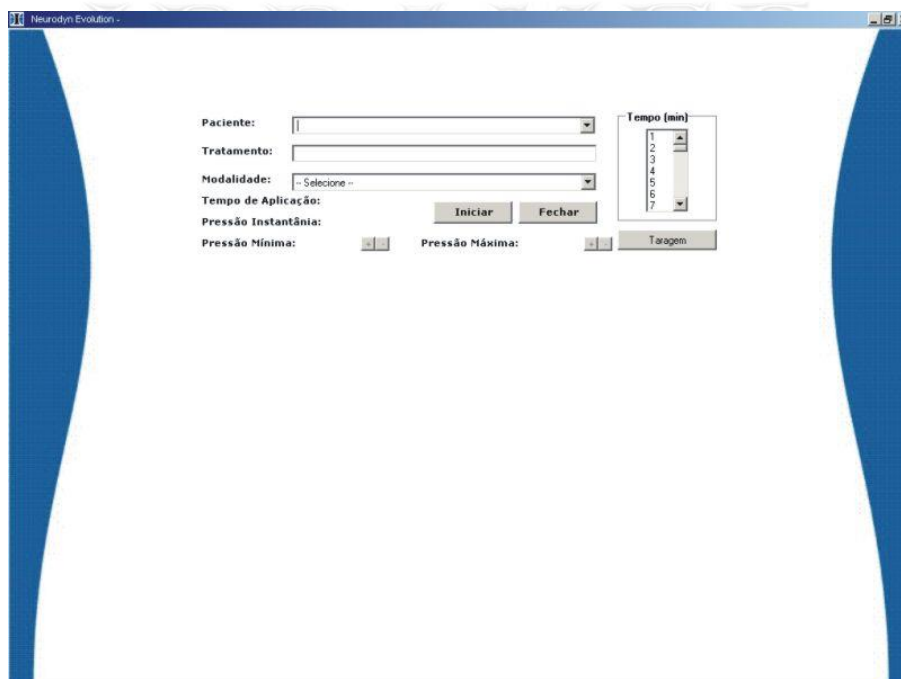 Neurodyn Evolution -
Paciente:
Tempo (min)
Tratamento:
Modalidade: -- Selecione --
1
2
3
4
5
6
7
Tempo de Aplicação:
Iniciar Fechar
Pressão Instantânia:
Pressão Mínima: + - Pressão Máxima: + -
Taragem